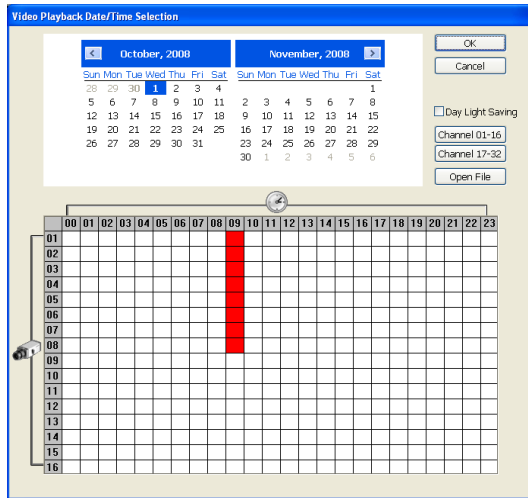 Video Playback Date/Time Selection
October, 2008
Sun Mon Tue Wed Thu Fri Sat
28 29 30 1 2 3 4
5 6 7 8 9 10 11
12 13 14 15 16 17 18
19 20 21 22 23 24 25
26 27 28 29 30 31
November, 2008
Sun Mon Tue Wed Thu Fri Sat
1
2 3 4 5 6 7 8
9 10 11 12 13 14 15
16 17 18 19 20 21 22
23 24 25 26 27 28 29
30 1 2 3 4 5 6
OK
Cancel
Day Light Saving
Channel 01-16
Channel 17-32
Open File
00 01 02 03 04 05 06 07 08 09 10 11 12 13 14 15 16 17 18 19 20 21 22 23
01
02
03
04
05
06
07
08
09
10
11
12
13
14
15
16